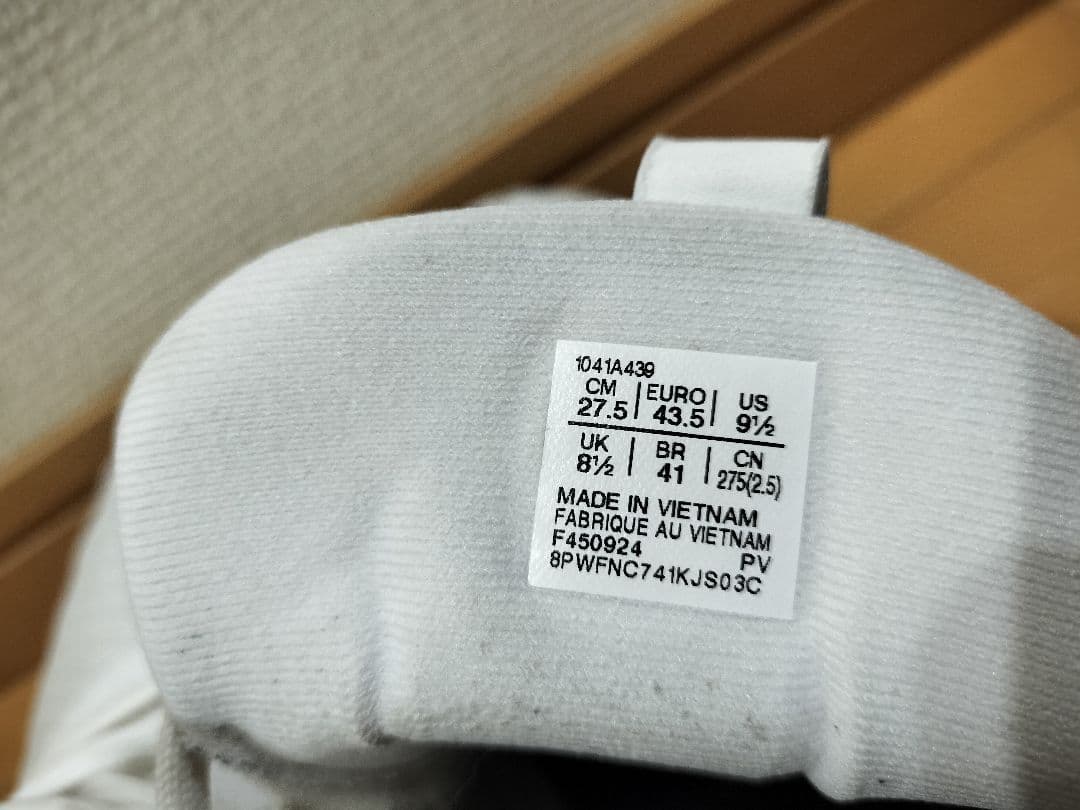 1041A439
CM | EURO | US
27.5 | 43.5 | 9½
UK | BR | CN
8½ | 41 | 275(2.5)
MADE IN VIETNAM
FABRIQUE AU VIETNAM
F450924 PV
8PWFNC741KJS03C